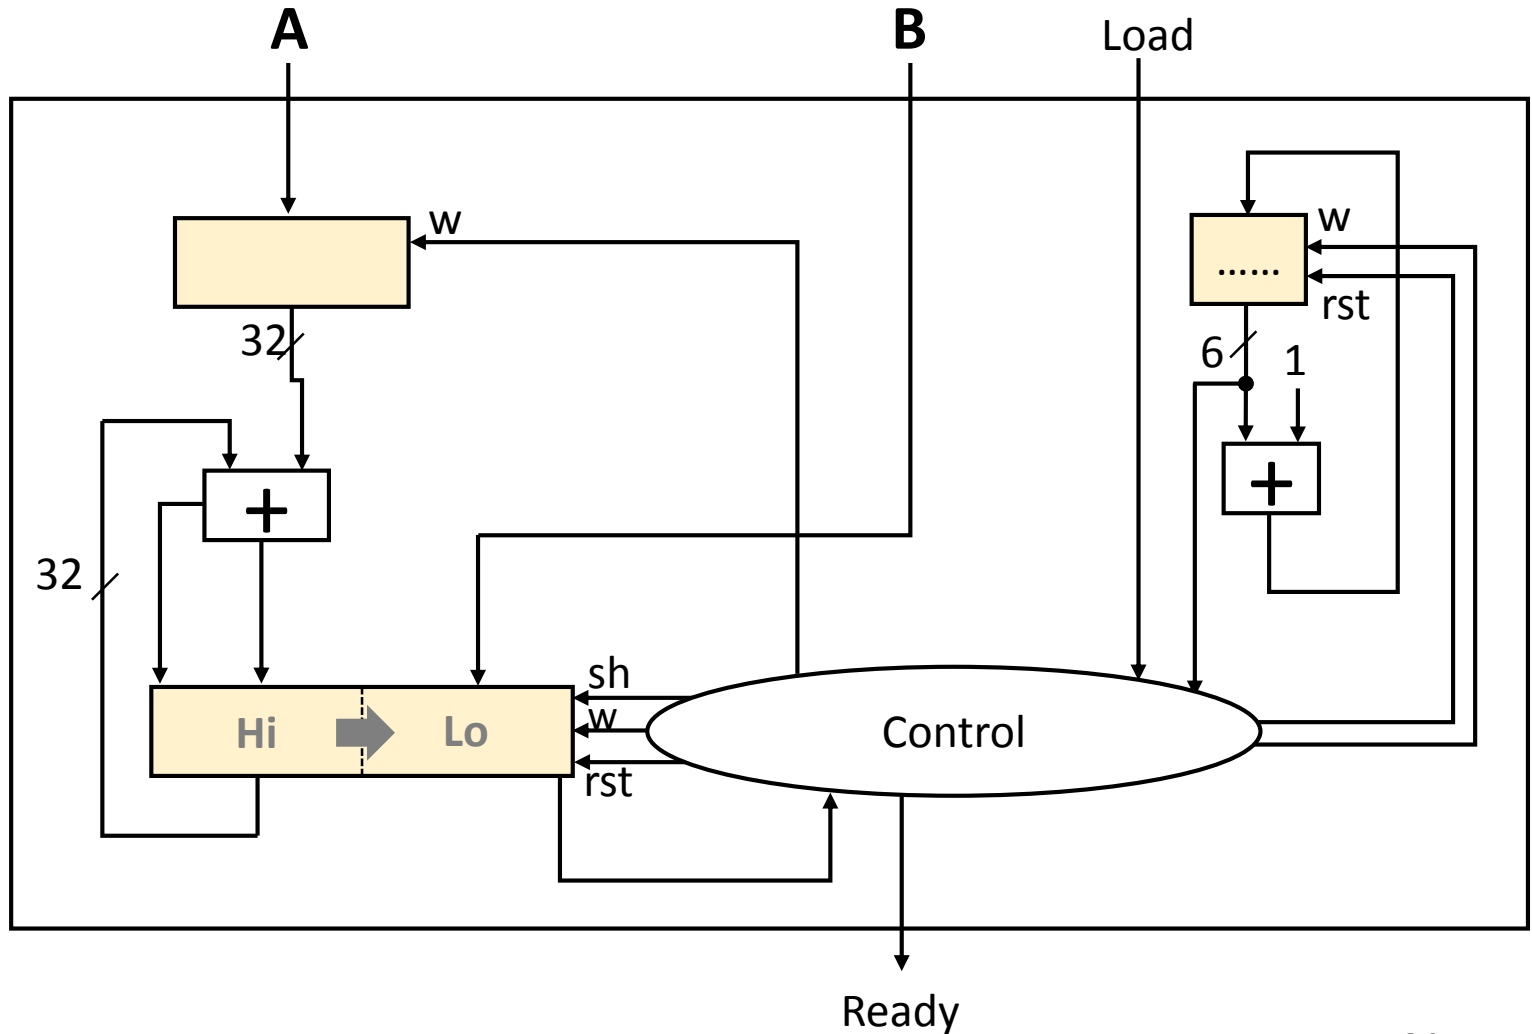 A
B
Load
w
w
......
rst
32
6
1
+
+
32
sh
w
rst
Hi
Lo
Control
Ready